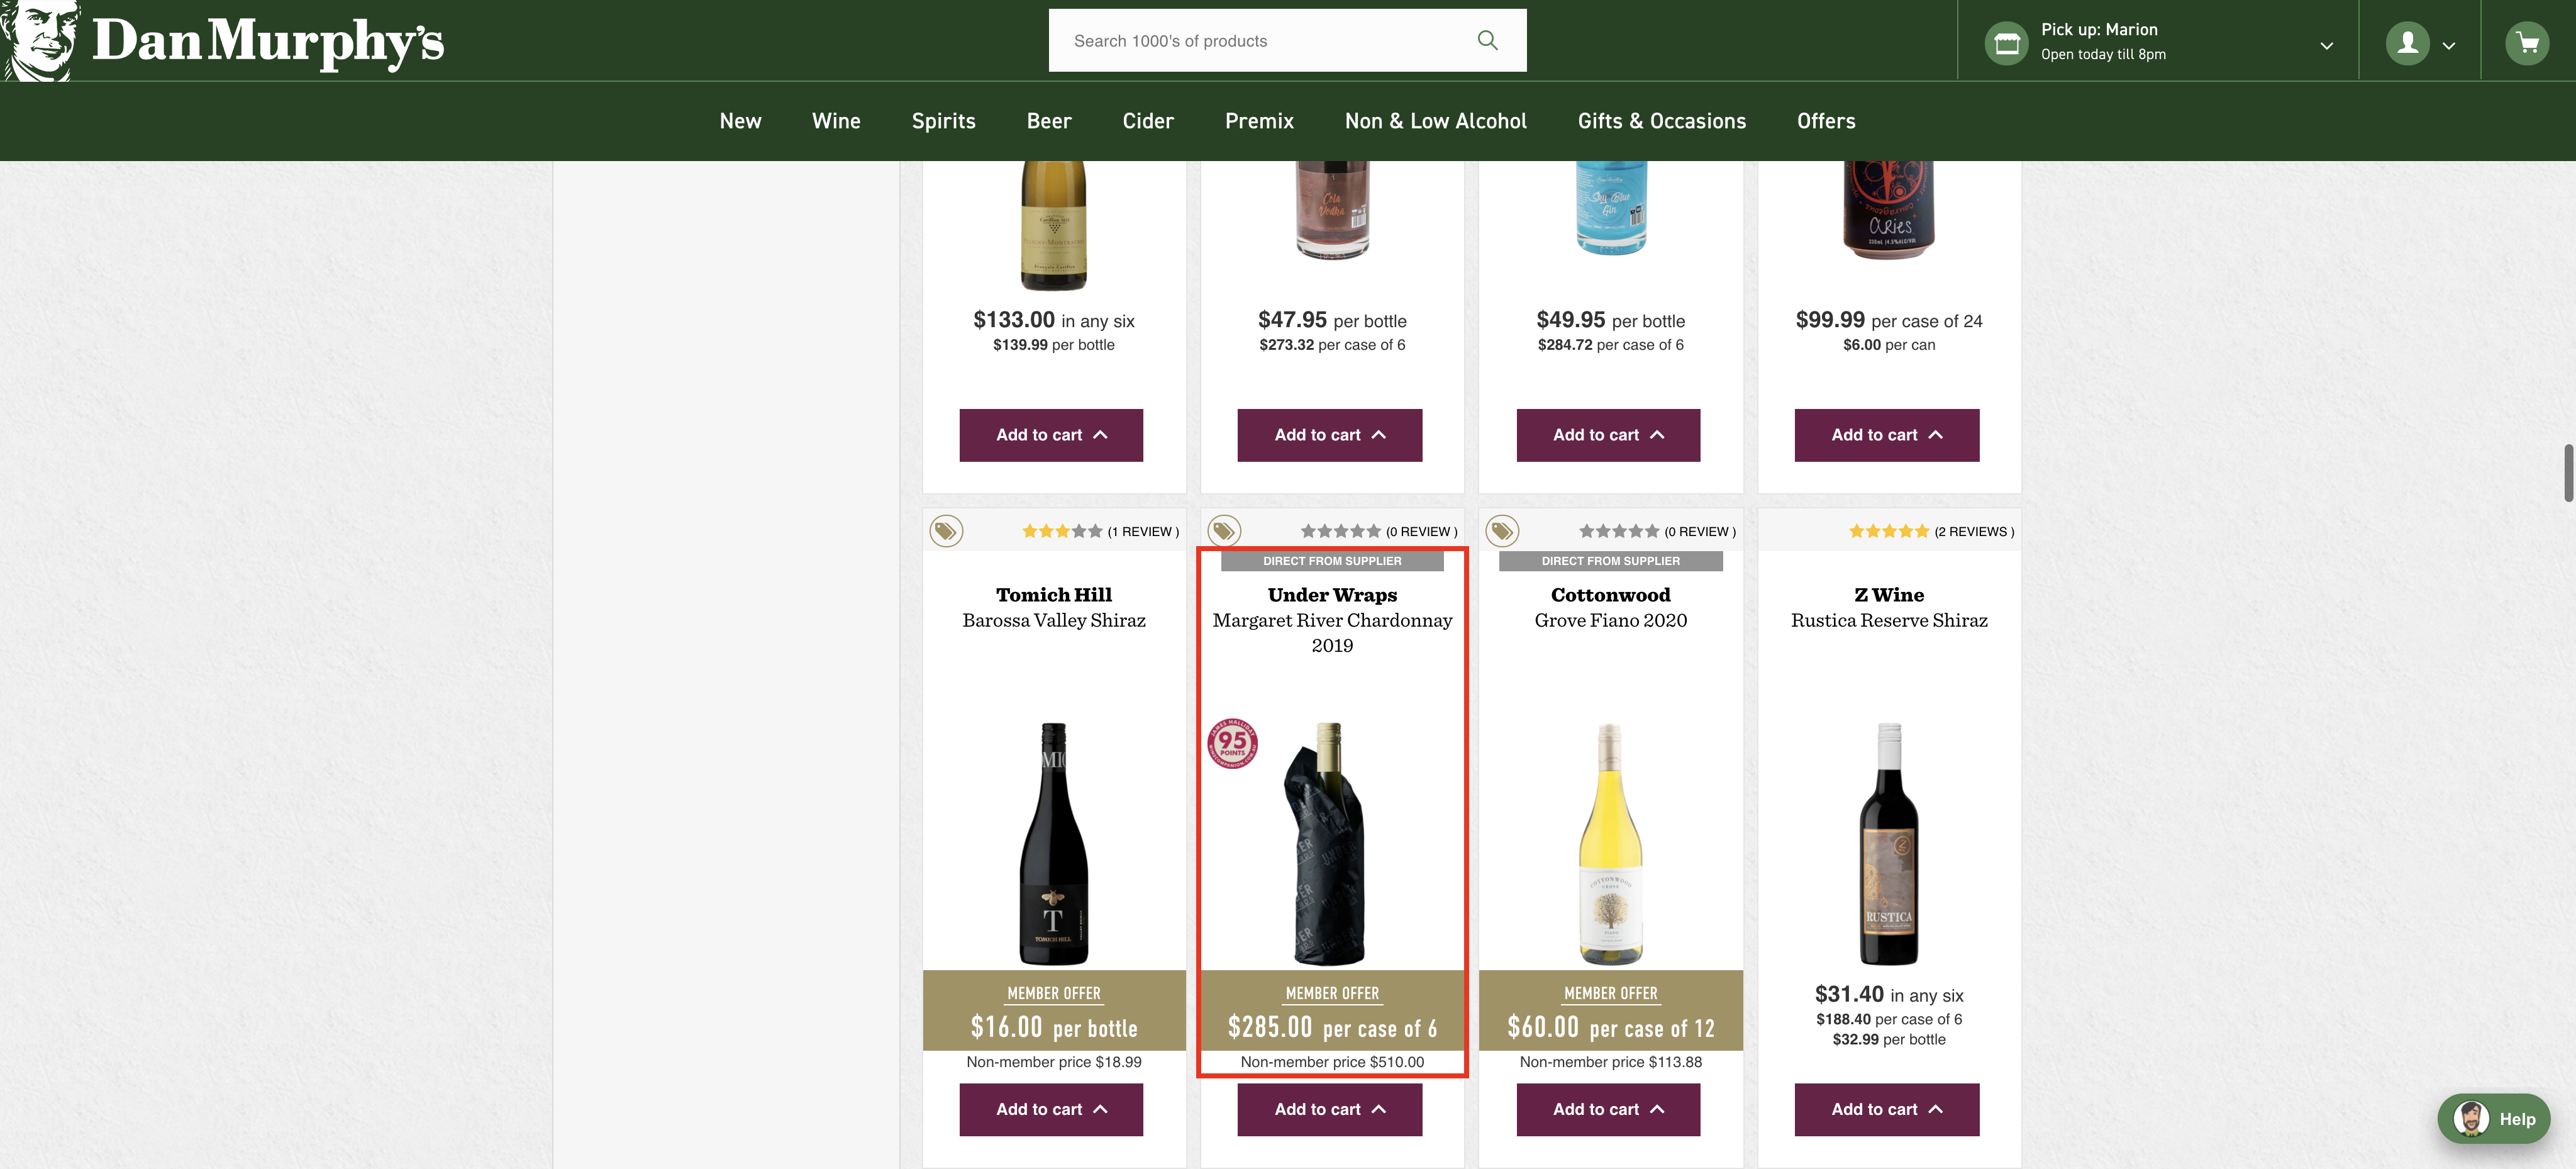 Dan Murphy's
Search 1000's of products
Pick up: Marion
Open today till 8pm
New Wine Spirits Beer Cider Premix Non & Low Alcohol Gifts & Occasions Offers
Cola
Vodka
Sky Blue
Gin
Aries
$133.00 in any six
$139.99 per bottle
$47.95 per bottle
$273.32 per case of 6
$49.95 per bottle
$284.72 per case of 6
$99.99 per case of 24
$6.00 per can
Add to cart
Add to cart
Add to cart
Add to cart
(1 REVIEW )
(0 REVIEW )
(0 REVIEW )
(2 REVIEWS )
DIRECT FROM SUPPLIER
DIRECT FROM SUPPLIER
Tomich Hill
Barossa Valley Shiraz
Under Wraps
Margaret River Chardonnay
2019
Cottonwood
Grove Fiano 2020
Z Wine
Rustica Reserve Shiraz
95
POINTS
T
TOMICH HILL
RUSTICA
MEMBER OFFER
$16.00 per bottle
Non-member price $18.99
MEMBER OFFER
$285.00 per case of 6
Non-member price $510.00
MEMBER OFFER
$60.00 per case of 12
Non-member price $113.88
$31.40 in any six
$188.40 per case of 6
$32.99 per bottle
Add to cart
Add to cart
Add to cart
Add to cart
Help